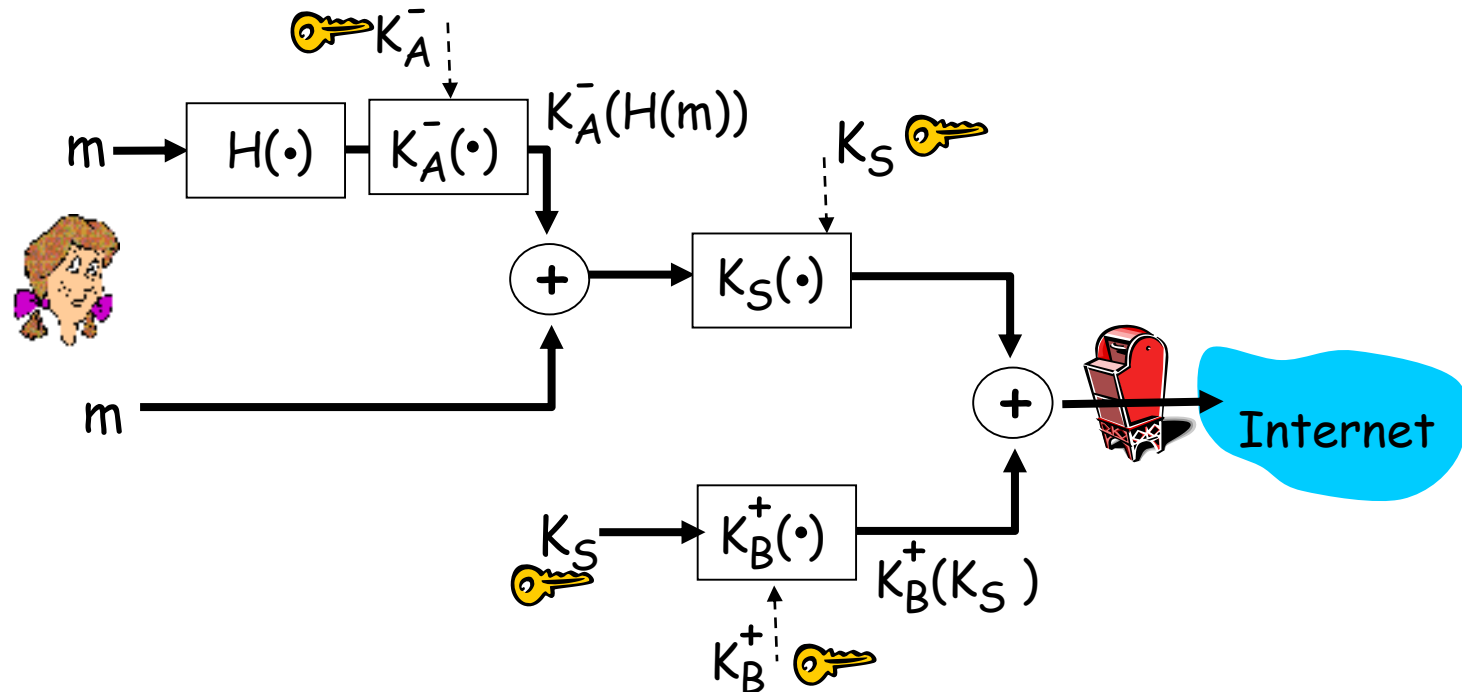 K_A^-
m
H(•)
K_A^-(•)
K_A^-(H(m))
K_S
+
K_S(•)
m
+
Internet
K_S
K_B^+(•)
K_B^+(K_S )
K_B^+